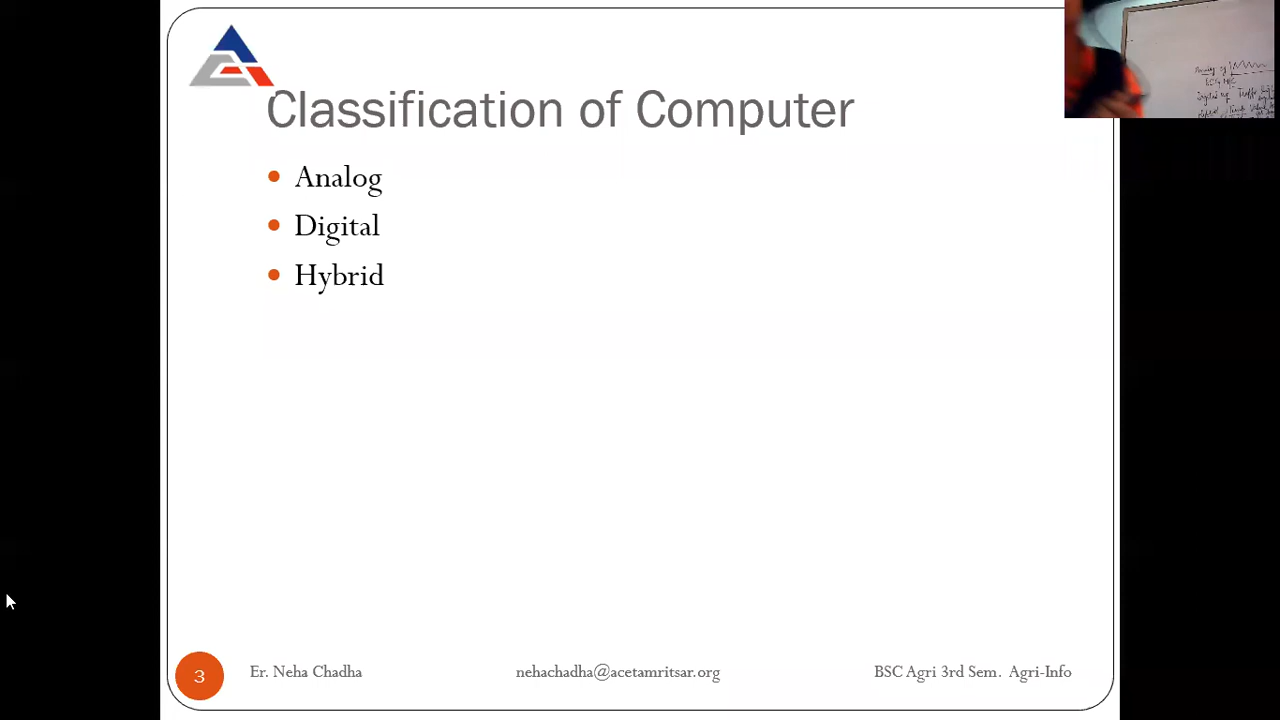 Classification of Computer
Analog
Digital
Hybrid
3
Er. Neha Chadha
nehachadha@acetamritsar.org
BSC Agri 3rd Sem. Agri-Info